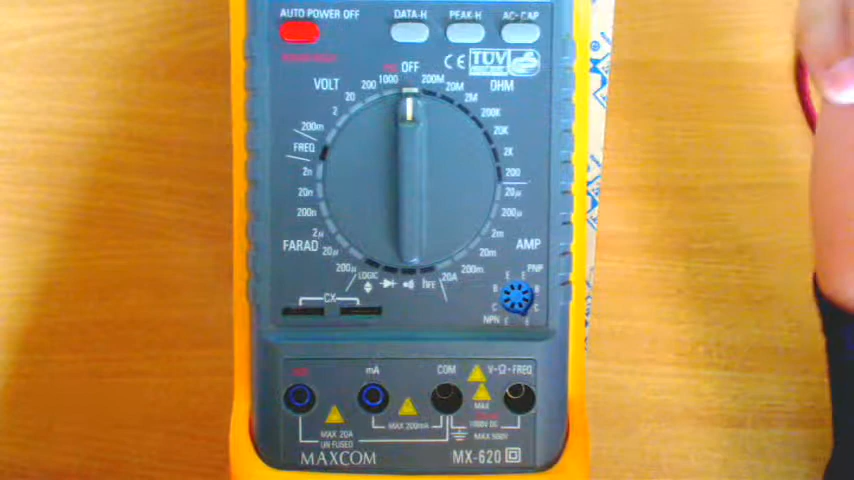 AUTO POWER OFF DATA-H PEAK-H AC-CAP
CE TÜV GS
OFF
VOLT 1000 200 20 2 200m
FREQ
2n
20n
200n
2µ
20µ
200µ
FARAD
200M 20M 2M 200K 20K 2K 200
OHM
20µ
200µ
2m
20m
200m
20A
AMP
LOGIC hFE
CX
PNP
E E
B B
C C
NPN E E
mA COM V-Ω-FREQ
MAX 20A
UN-FUSED
MAX 200mA
MAX
1000V DC
MAX 500V
MAXCOM MX-620